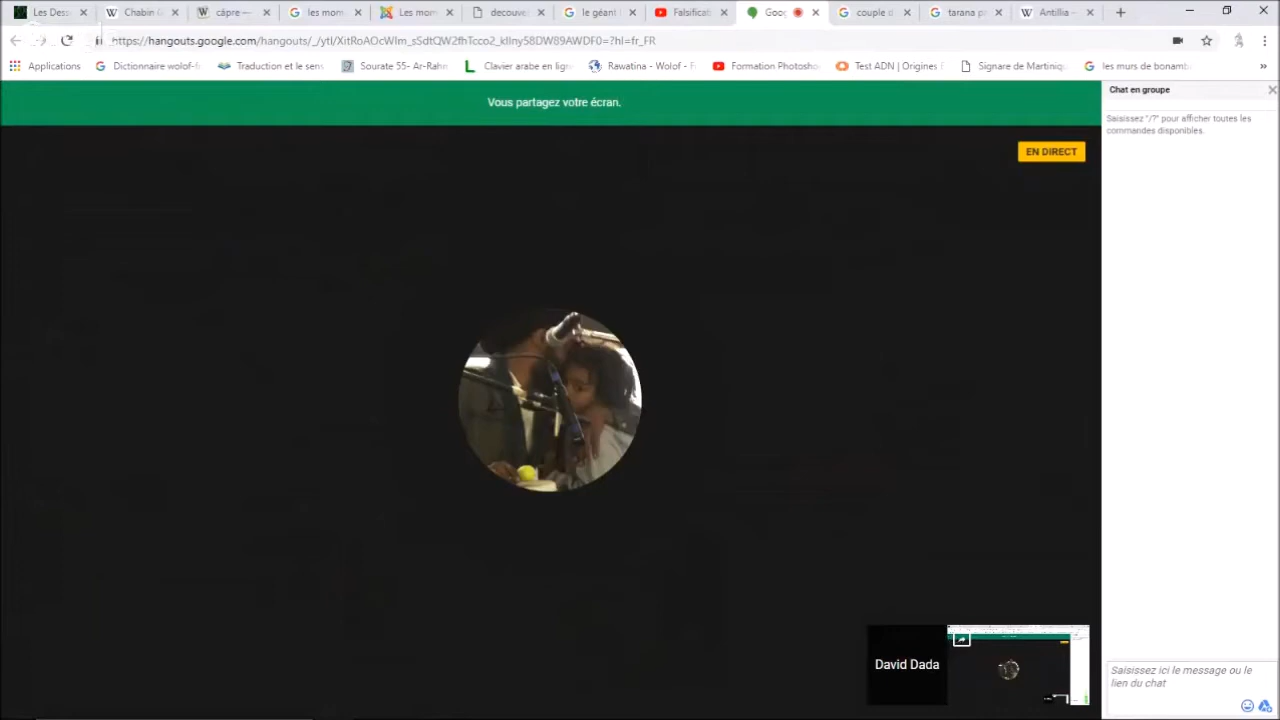 Les Dess
Chabin &
câpre —
les mom
Les mom
decouve
le géant
Falsificat
Goog
couple d
tarana p
Antillia —
https://hangouts.google.com/hangouts/_/ytl/
Applications
Dictionnaire wolof-f
Traduction et le sens
Sourate 55- Ar-Rahm
Clavier arabe en lign
Rawatina - Wolof - Fr
Formation Photosho
Test ADN | Origines E
Signare de Martiniq
les murs de bonamb
»
Vous partagez votre écran.
EN DIRECT
Chat en groupe
Saisissez "/?" pour afficher toutes les
commandes disponibles.
David Dada
Saisissez ici le message ou le
lien du chat